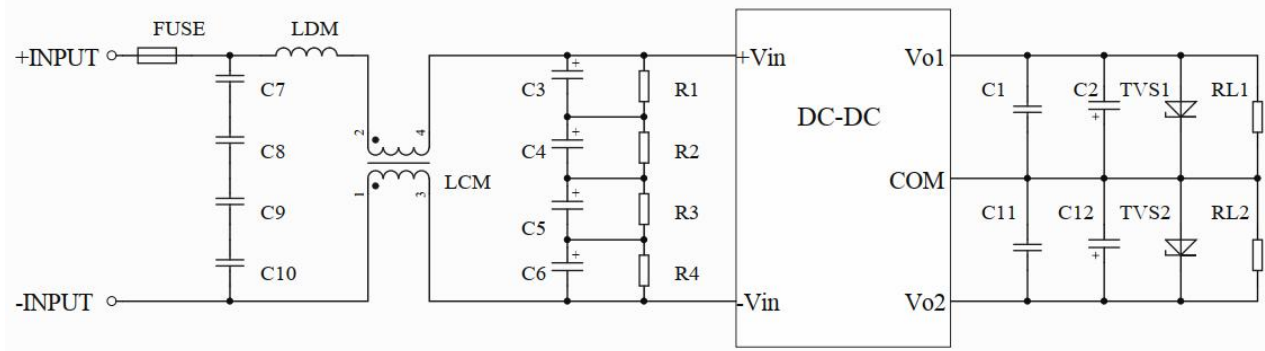 FUSE LDM
+INPUT +Vin Vo1
C7 C3 R1 C1 C2 TVS1 RL1
DC-DC
2 4
C8 C4 R2
LCM COM
1 3
C9 C5 R3 C11 C12 TVS2 RL2
C10 C6 R4
-INPUT -Vin Vo2
+
+
+
+
+
+